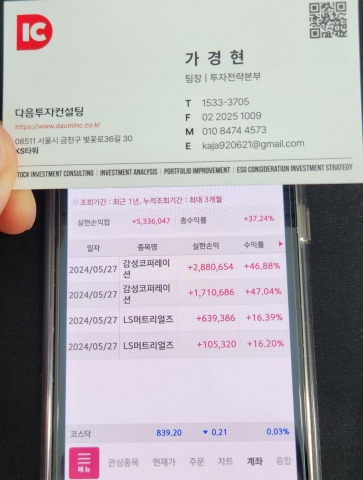 IC
가 경 현
팀장 | 투자전략본부
다음투자컨설팅
https://www.dauminc.co.kr
08511 서울시 금천구 벚꽃로36길 30
KS타워
T 1533-3705
F 02 2025 1009
M 010 8474 4573
E kaja920621@gmail.com
STOCK INVESTMENT CONSULTING | INVESTMENT ANALYSIS | PORTFOLIO IMPROVEMENT | ESG CONSIDERATION INVESTMENT STRATEGY
조회기간 : 최근 1년, 누적조회기간 : 최대 3개월
실현손익합 +5,336,047 총수익률 +37.24%
일자 종목명 실현손익 수익률
2024/05/27 감성코퍼레이션 +2,880,654 +46.88%
2024/05/27 감성코퍼레이션 +1,710,686 +47.04%
2024/05/27 LS머트리얼즈 +639,386 +16.39%
2024/05/27 LS머트리얼즈 +105,320 +16.20%
코스닥 839.20 ▼ 0.21 0.03%
메뉴 관심종목 현재가 주문 차트 계좌 종합